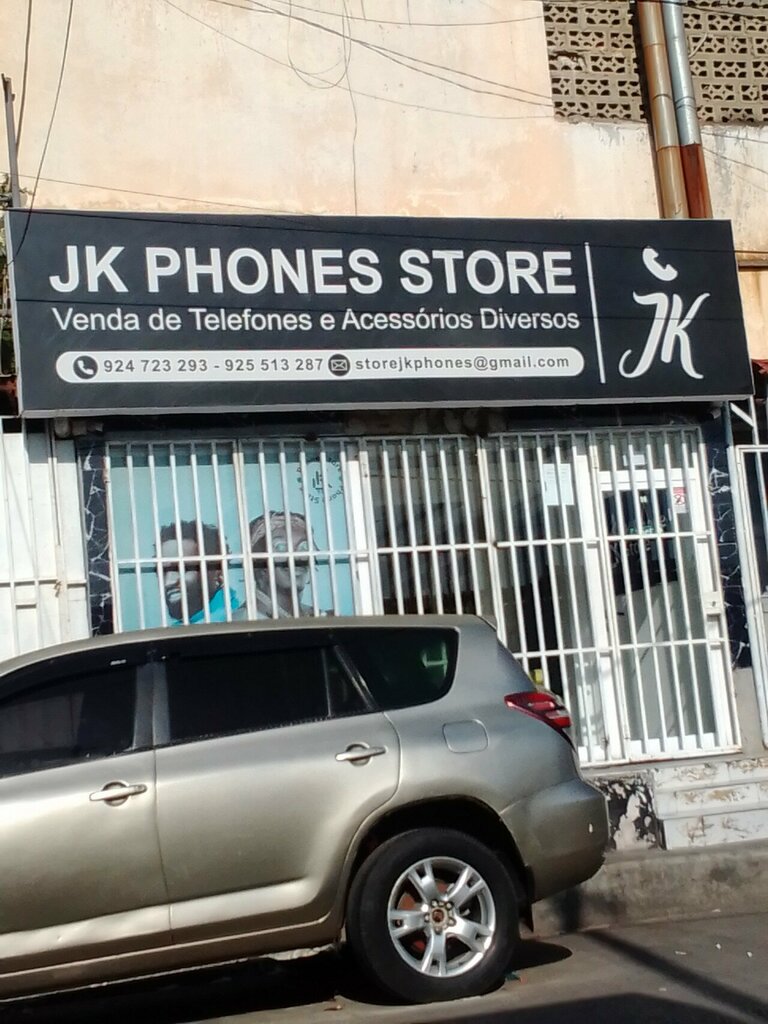 JK PHONES STORE
Venda de Telefones e Acessórios Diversos
924 723 293 - 925 513 287 storejkphones@gmail.com
JK